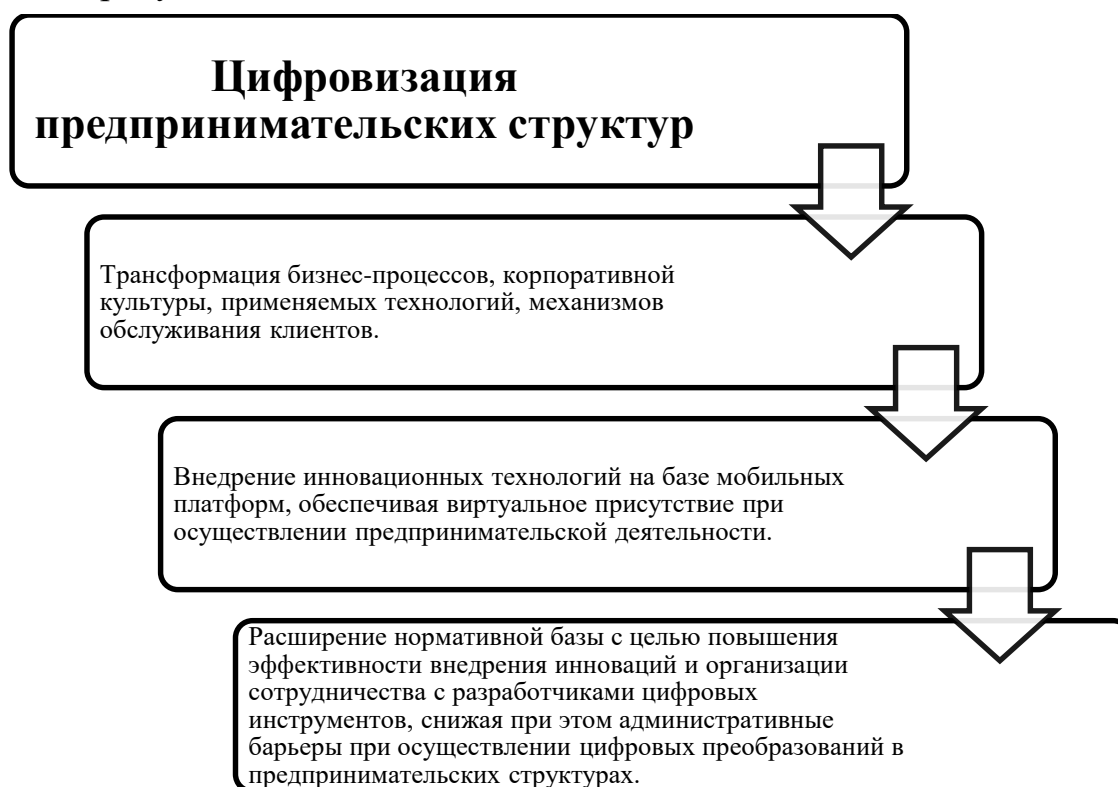 Цифровизация
предпринимательских структур
Трансформация бизнес-процессов, корпоративной
культуры, применяемых технологий, механизмов
обслуживания клиентов.
Внедрение инновационных технологий на базе мобильных
платформ, обеспечивая виртуальное присутствие при
осуществлении предпринимательской деятельности.
Расширение нормативной базы с целью повышения
эффективности внедрения инноваций и организации
сотрудничества с разработчиками цифровых
инструментов, снижая при этом административные
барьеры при осуществлении цифровых преобразований в
предпринимательских структурах.